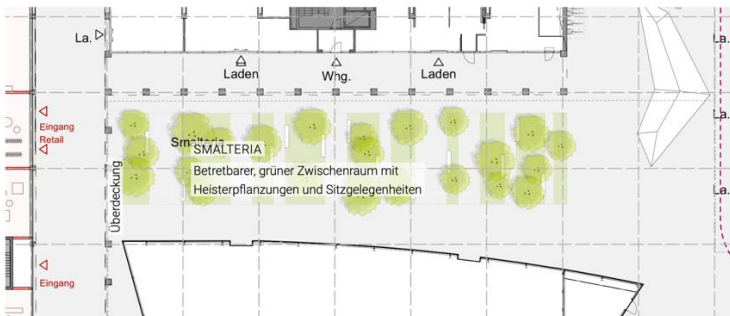 La.
La.
Laden
Whg.
Laden
Eingang
Retail
Smalteria
SMALTERIA
Betretbarer, grüner Zwischenraum mit
Heisterpflanzungen und Sitzgelegenheiten
La.
La.
Überdeckung
Eingang